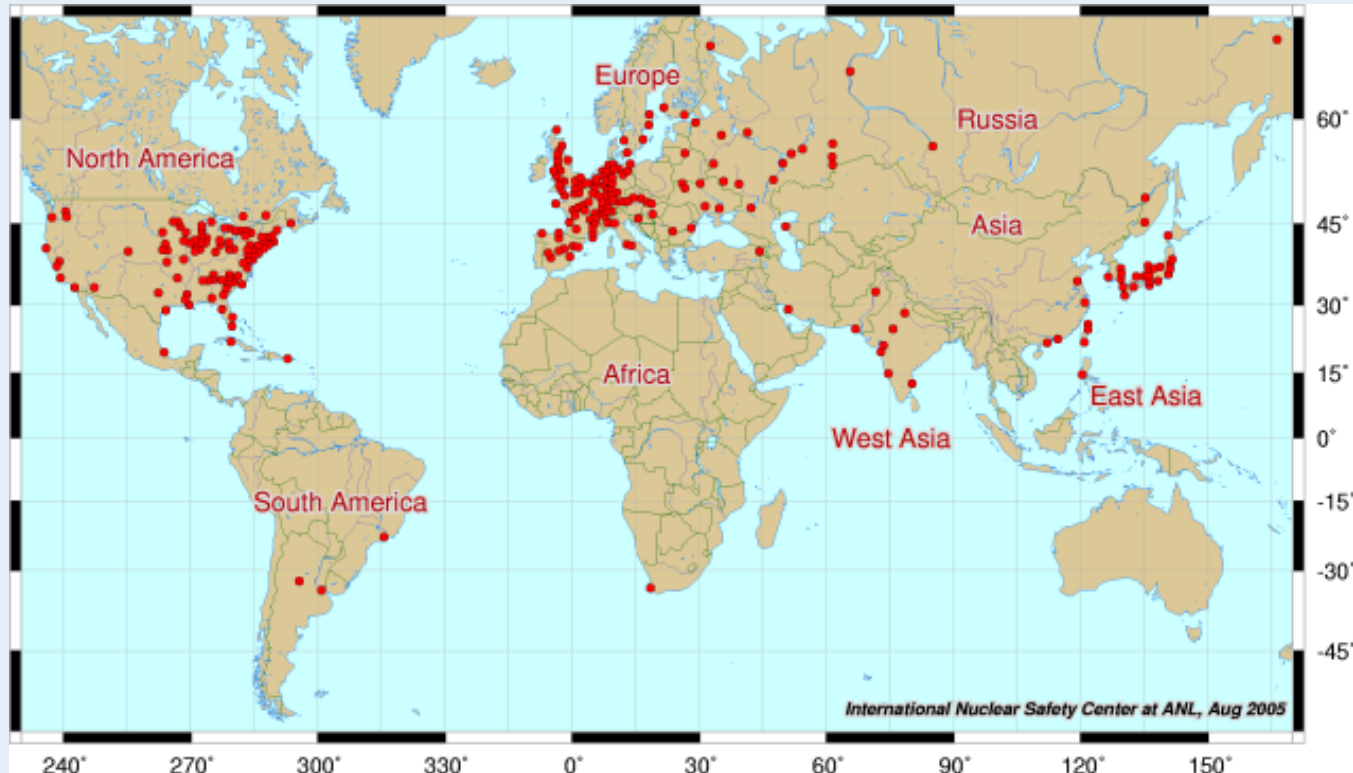 Europe
60°
Russia
North America
Asia
45°
30°
Africa
15°
East Asia
West Asia
0°
South America
-15°
-30°
-45°
International Nuclear Safety Center at ANL, Aug 2005
240° 270° 300° 330° 0° 30° 60° 90° 120° 150°